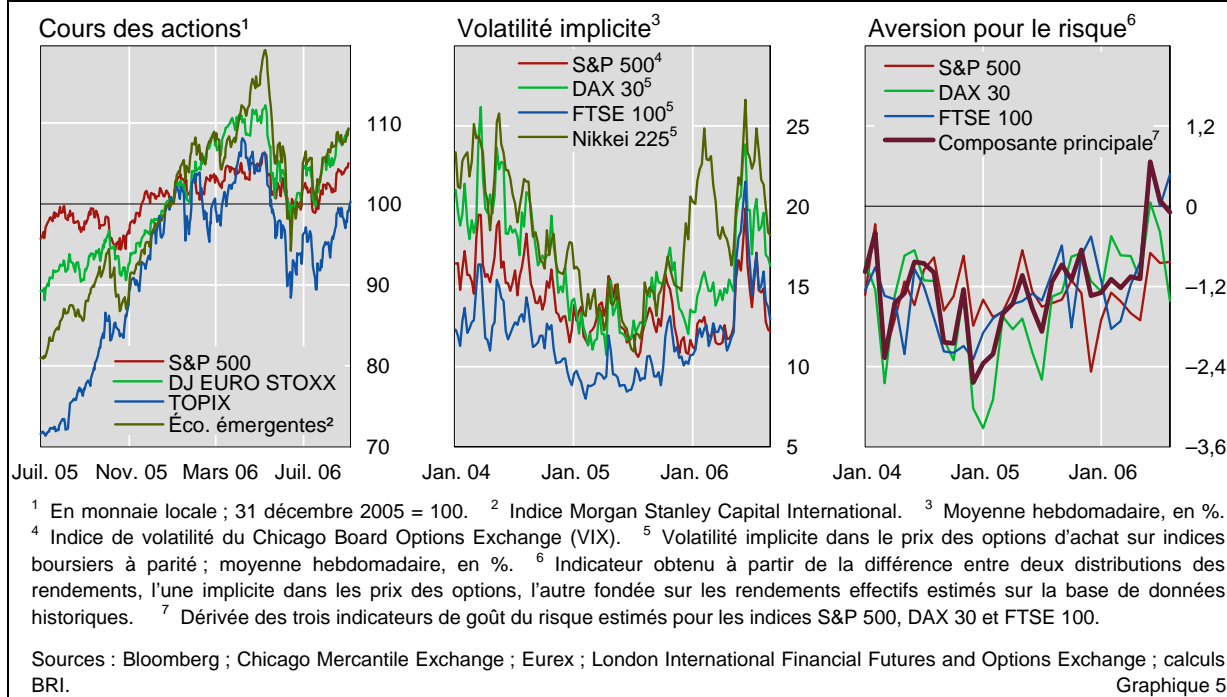 Cours des actions¹
Volatilité implicite³
Aversion pour le risque⁶
S&P 500
DJ EURO STOXX
TOPIX
Éco. émergentes²
110
100
90
80
70
Juil. 05 Nov. 05 Mars 06 Juil. 06
S&P 500⁴
DAX 30⁵
FTSE 100⁵
Nikkei 225⁵
25
20
15
10
5
Jan. 04 Jan. 05 Jan. 06
S&P 500
DAX 30
FTSE 100
Composante principale⁷
1,2
0
–1,2
–2,4
–3,6
Jan. 04 Jan. 05 Jan. 06
¹ En monnaie locale ; 31 décembre 2005 = 100. ² Indice Morgan Stanley Capital International. ³ Moyenne hebdomadaire, en %.
⁴ Indice de volatilité du Chicago Board Options Exchange (VIX). ⁵ Volatilité implicite dans le prix des options d'achat sur indices
boursiers à parité ; moyenne hebdomadaire, en %. ⁶ Indicateur obtenu à partir de la différence entre deux distributions des
rendements, l'une implicite dans les prix des options, l'autre fondée sur les rendements effectifs estimés sur la base de données
historiques. ⁷ Dérivée des trois indicateurs de goût du risque estimés pour les indices S&P 500, DAX 30 et FTSE 100.
Sources : Bloomberg ; Chicago Mercantile Exchange ; Eurex ; London International Financial Futures and Options Exchange ; calculs
BRI.
Graphique 5